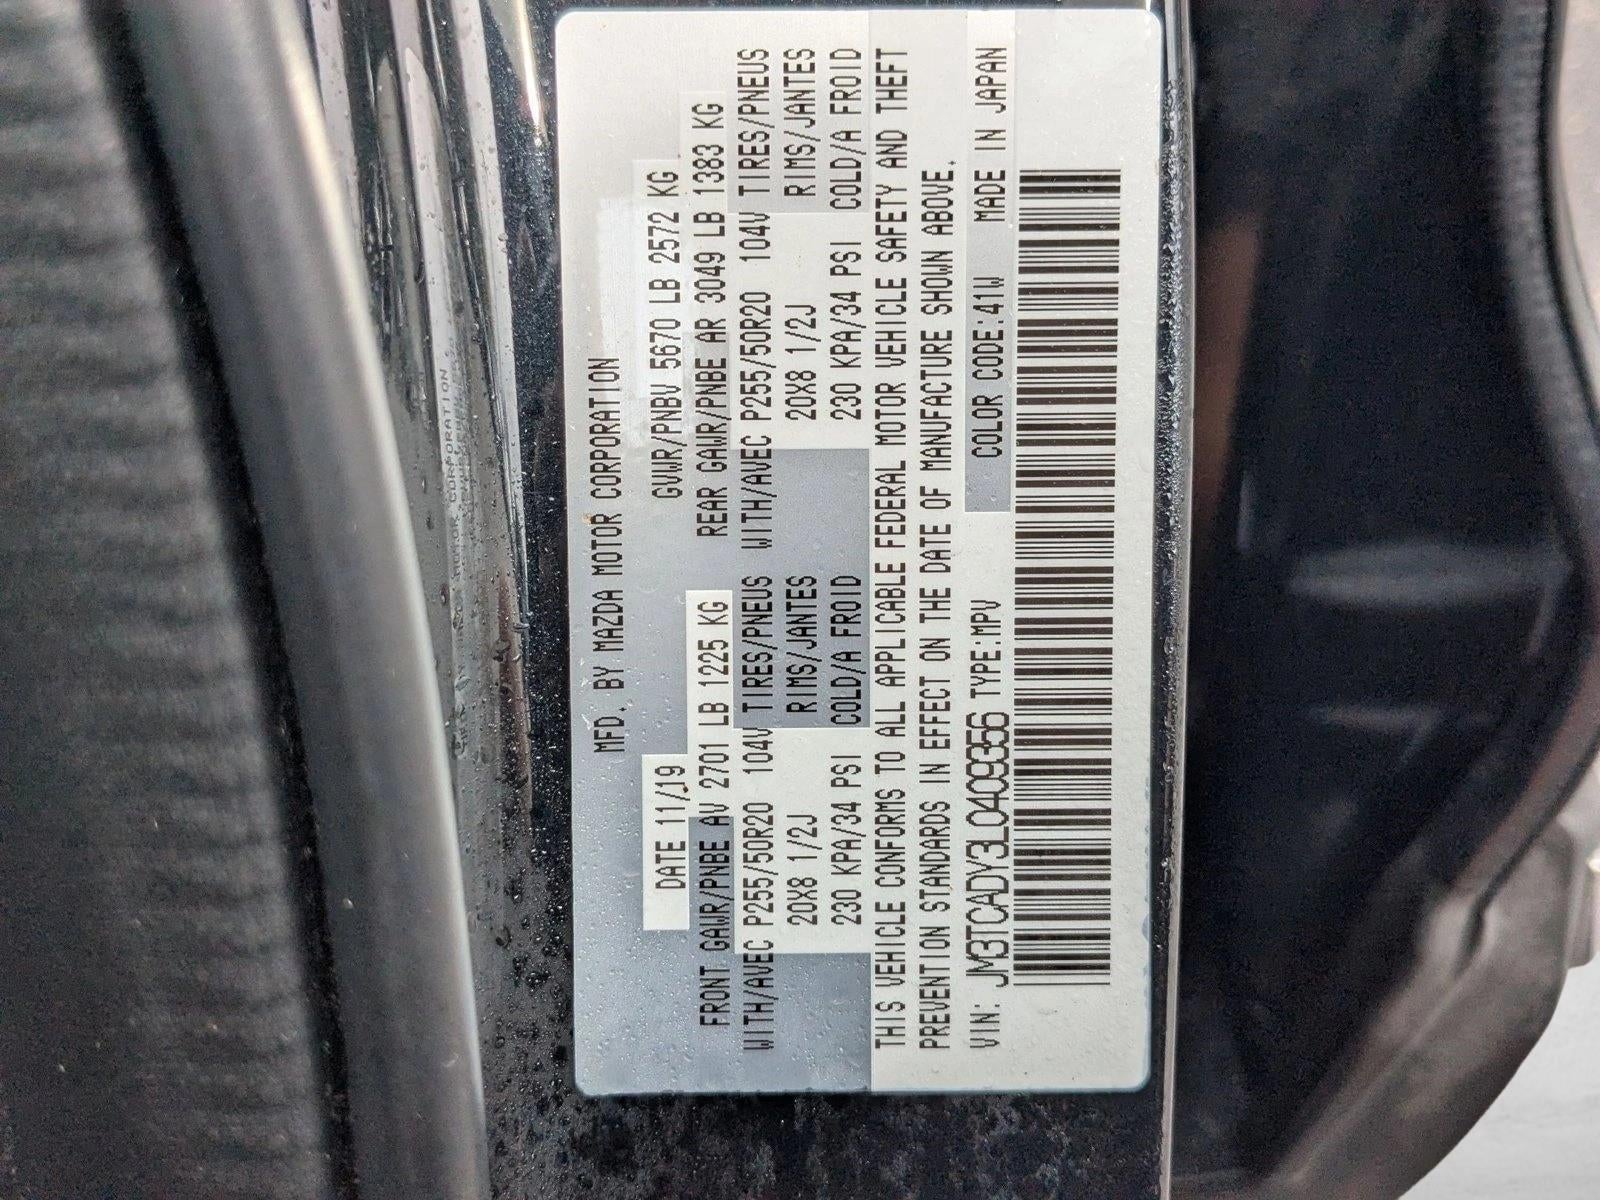 MFD. BY MAZDA MOTOR CORPORATION
DATE 11/19 GVWR/PNBV 5670 LB 2572 KG
FRONT GAWR/PNBE AV 2701 LB 1225 KG REAR GAWR/PNBE AR 3049 LB 1383 KG
WITH/AVEC P255/50R20 104V TIRES/PNEUS WITH/AVEC P255/50R20 104V TIRES/PNEUS
20X8 1/2J RIMS/JANTES 20X8 1/2J RIMS/JANTES
230 KPA/34 PSI COLD/A FROID 230 KPA/34 PSI COLD/A FROID
THIS VEHICLE CONFORMS TO ALL APPLICABLE FEDERAL MOTOR VEHICLE SAFETY AND THEFT
PREVENTION STANDARDS IN EFFECT ON THE DATE OF MANUFACTURE SHOWN ABOVE.
VIN: JM3TCADY3L0409356 TYPE:MPV COLOR CODE:41W MADE IN JAPAN